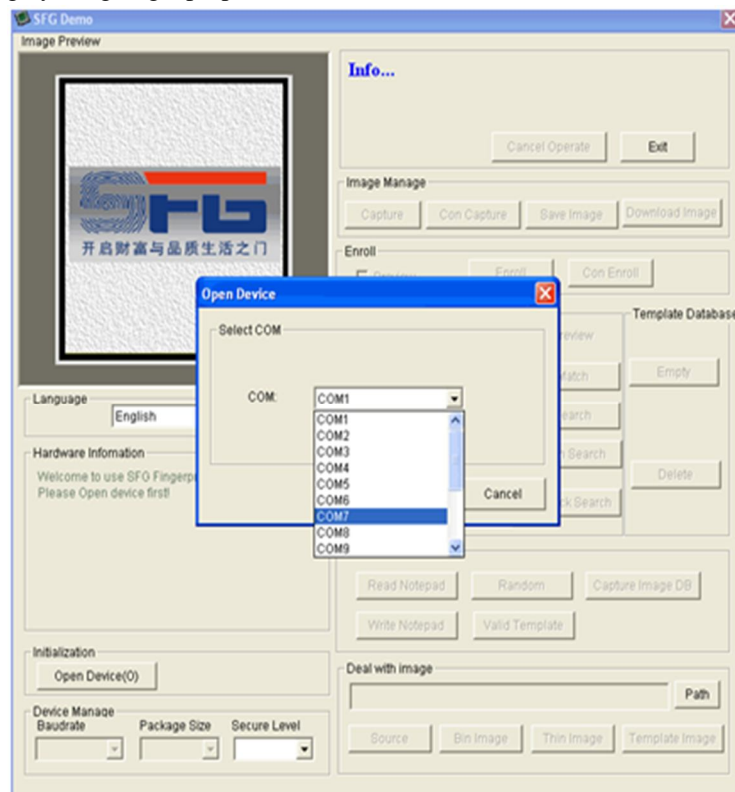 SFG Demo
Image Preview
SFG
开启财富与品质生活之门
Info...
Cancel Operate
Exit
Image Manage
Capture
Con Capture
Save Image
Download Image
Enroll
Preview
Enroll
Con Enroll
Open Device
Select COM
COM:
COM1
COM1
COM2
COM3
COM4
COM5
COM6
COM7
COM8
COM9
Cancel
Template Database
Empty
Delete
Language
English
Hardware Infomation
Welcome to use SFG
Please Open device first!
Read Notepad
Random
Capture Image DB
Write Notepad
Valid Template
Initialization
Open Device(O)
Device Manage
Baudrate
Package Size
Secure Level
Deal with image
Path
Source
Bin Image
Thin Image
Template Image